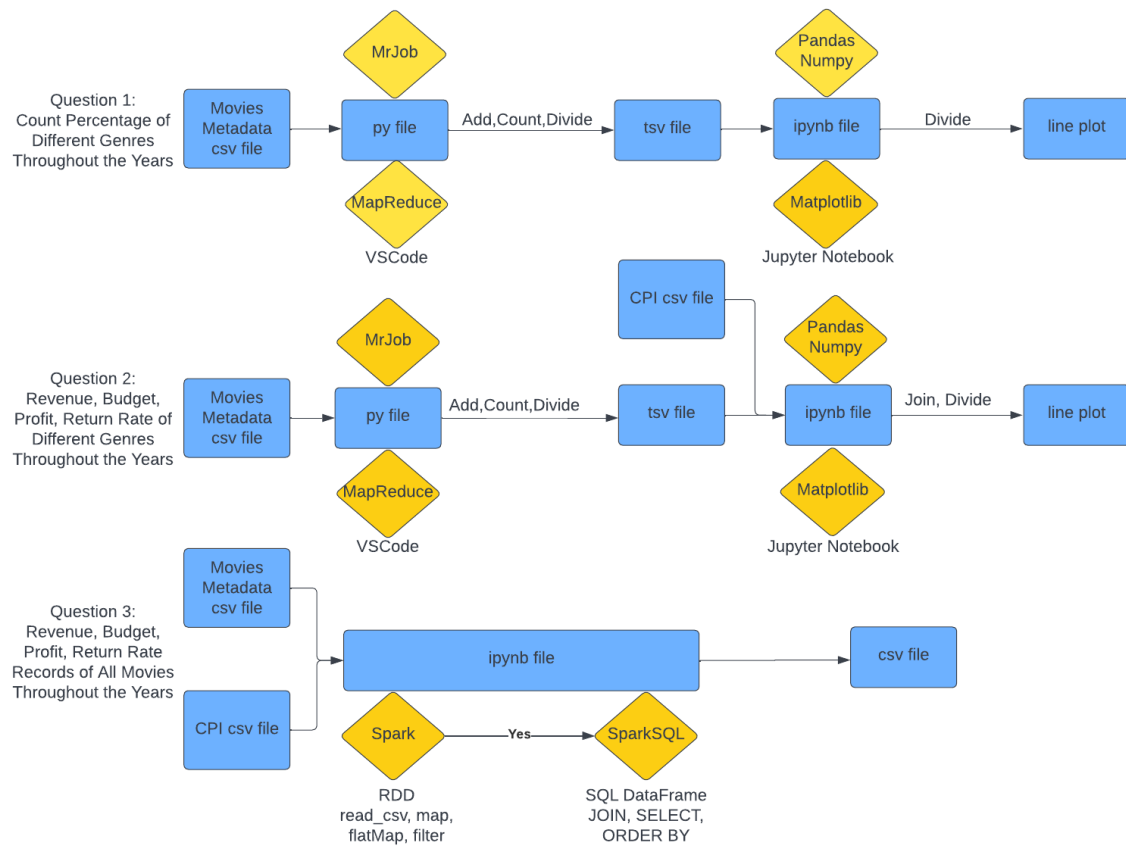 Question 1:
Count Percentage of
Different Genres
Throughout the Years
Movies
Metadata
csv file
MrJob
py file
MapReduce
VSCode
Add,Count,Divide
tsv file
Pandas
Numpy
ipynb file
Matplotlib
Jupyter Notebook
Divide
line plot
Question 2:
Revenue, Budget,
Profit, Return Rate of
Different Genres
Throughout the Years
Movies
Metadata
csv file
MrJob
py file
MapReduce
VSCode
Add,Count,Divide
CPI csv file
tsv file
Pandas
Numpy
ipynb file
Matplotlib
Jupyter Notebook
Join, Divide
line plot
Question 3:
Revenue, Budget,
Profit, Return Rate
Records of All Movies
Throughout the Years
Movies
Metadata
csv file
CPI csv file
ipynb file
Spark
Yes
SparkSQL
RDD
read_csv, map,
flatMap, filter
SQL DataFrame
JOIN, SELECT,
ORDER BY
csv file